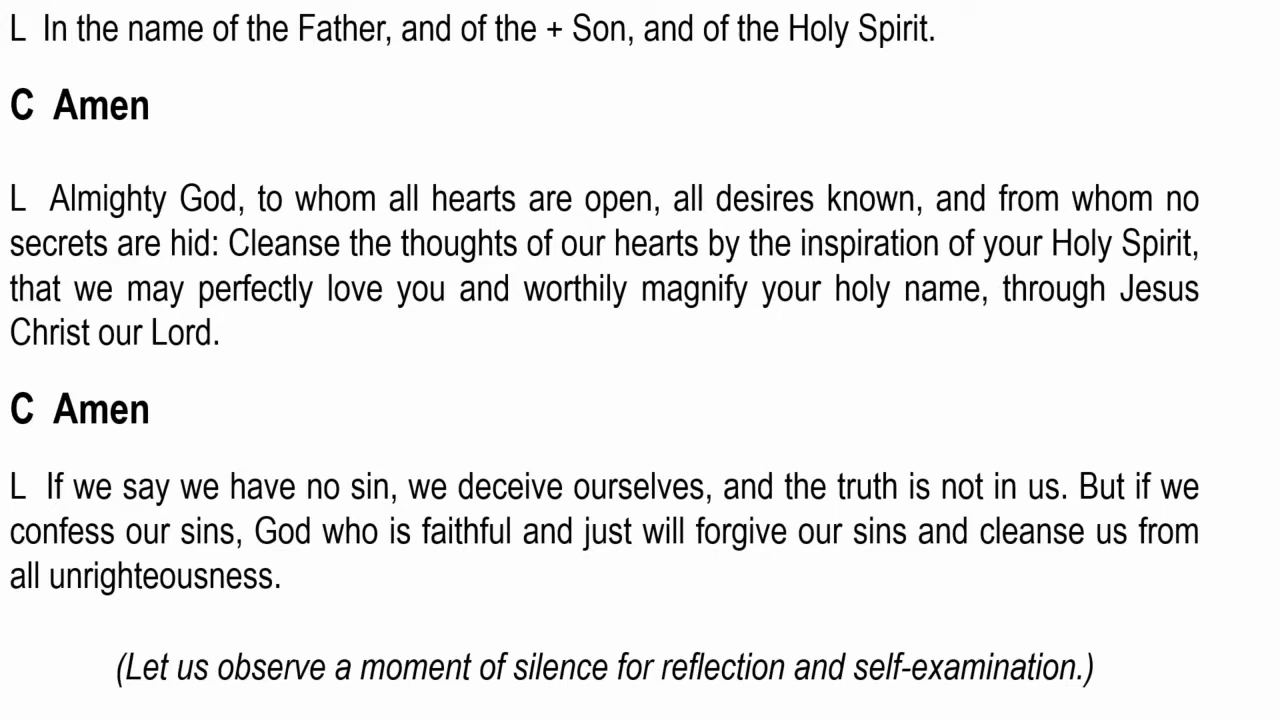 L In the name of the Father, and of the + Son, and of the Holy Spirit.
C Amen
L Almighty God, to whom all hearts are open, all desires known, and from whom no
secrets are hid: Cleanse the thoughts of our hearts by the inspiration of your Holy Spirit,
that we may perfectly love you and worthily magnify your holy name, through Jesus
Christ our Lord.
C Amen
L If we say we have no sin, we deceive ourselves, and the truth is not in us. But if we
confess our sins, God who is faithful and just will forgive our sins and cleanse us from
all unrighteousness.
(Let us observe a moment of silence for reflection and self-examination.)